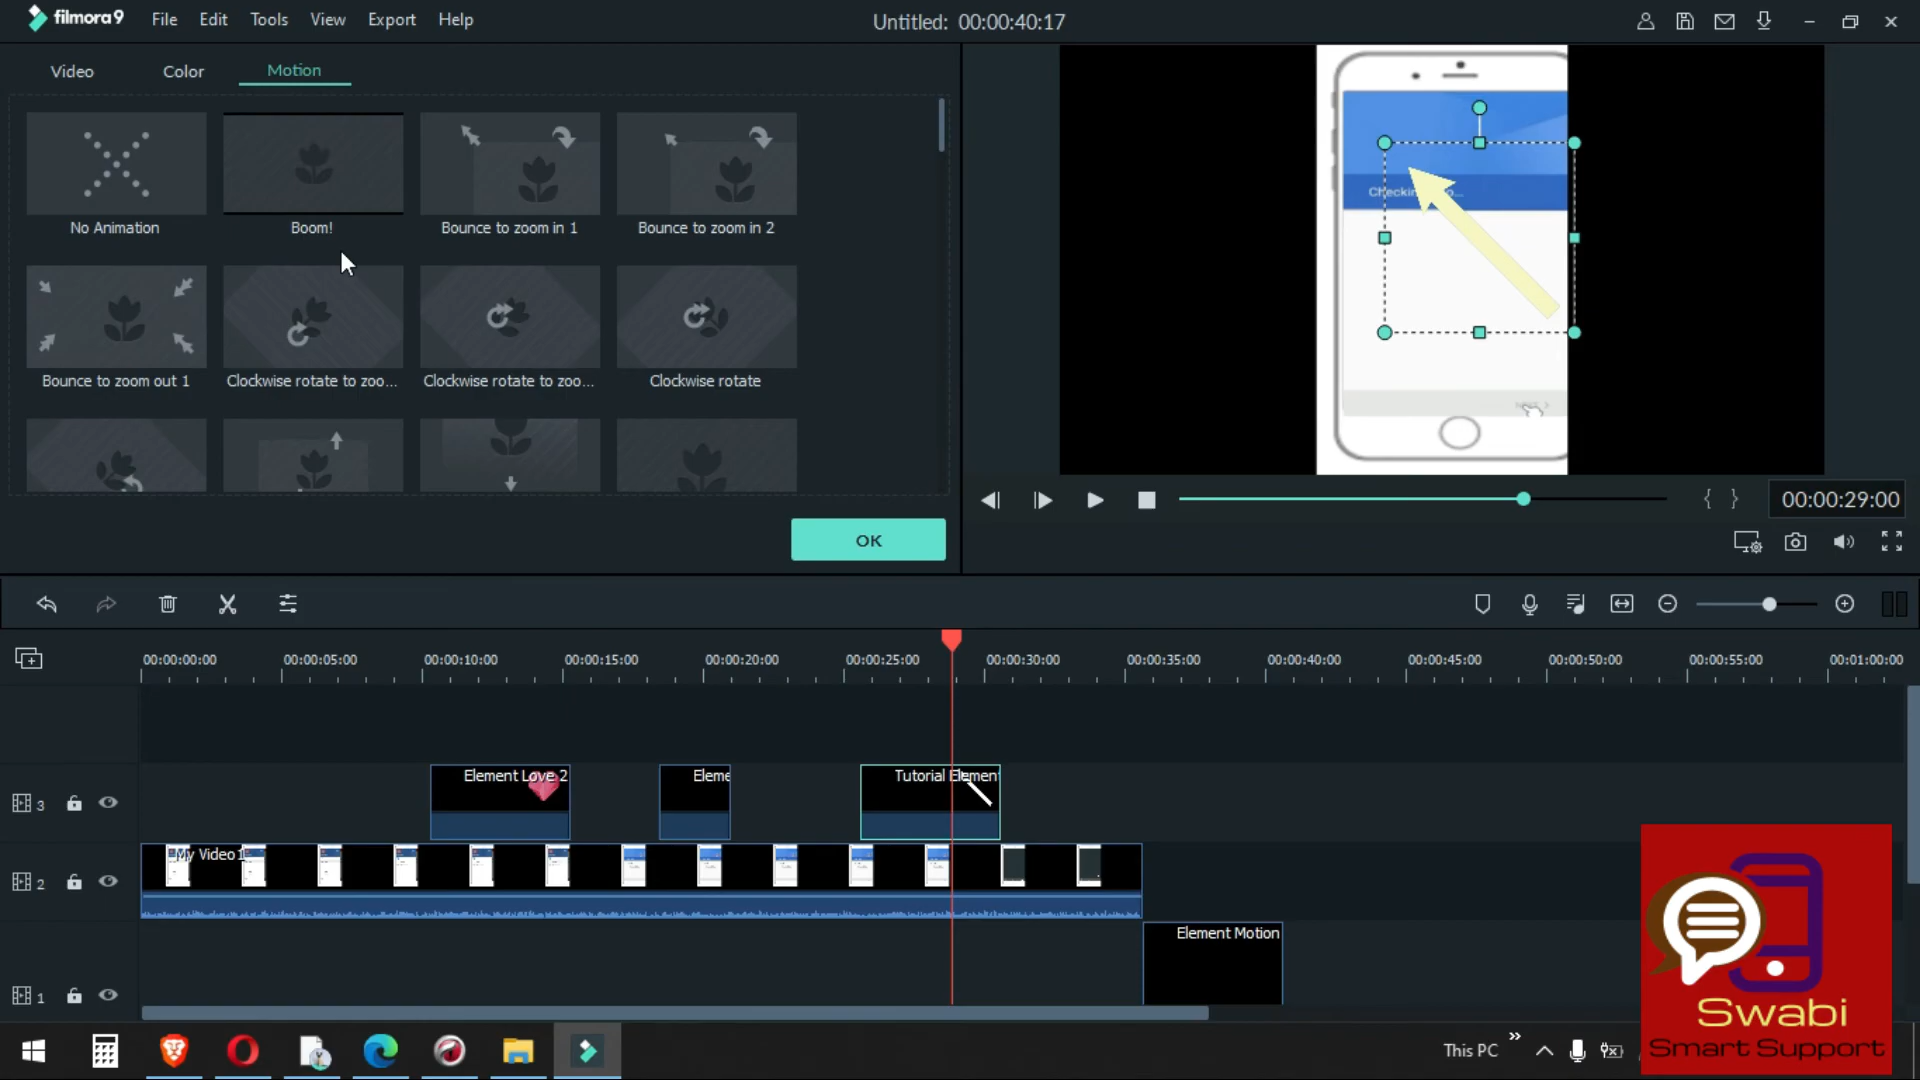 filmora9 File Edit Tools View Export Help Untitled: 00:00:40:17
Video Color Motion
No Animation Boom! Bounce to zoom in 1 Bounce to zoom in 2
Bounce to zoom out 1 Clockwise rotate to zoo... Clockwise rotate to zoo... Clockwise rotate
OK
00:00:29:00
00:00:00:00 00:00:05:00 00:00:10:00 00:00:15:00 00:00:20:00 00:00:25:00 00:00:30:00 00:00:35:00 00:00:40:00 00:00:45:00 00:00:50:00 00:00:55:00 00:01:00:00
3 Element Love 2 Eleme Tutorial Element
2 My Video1
1 Element Motion
This PC
Swabi
Smart Support